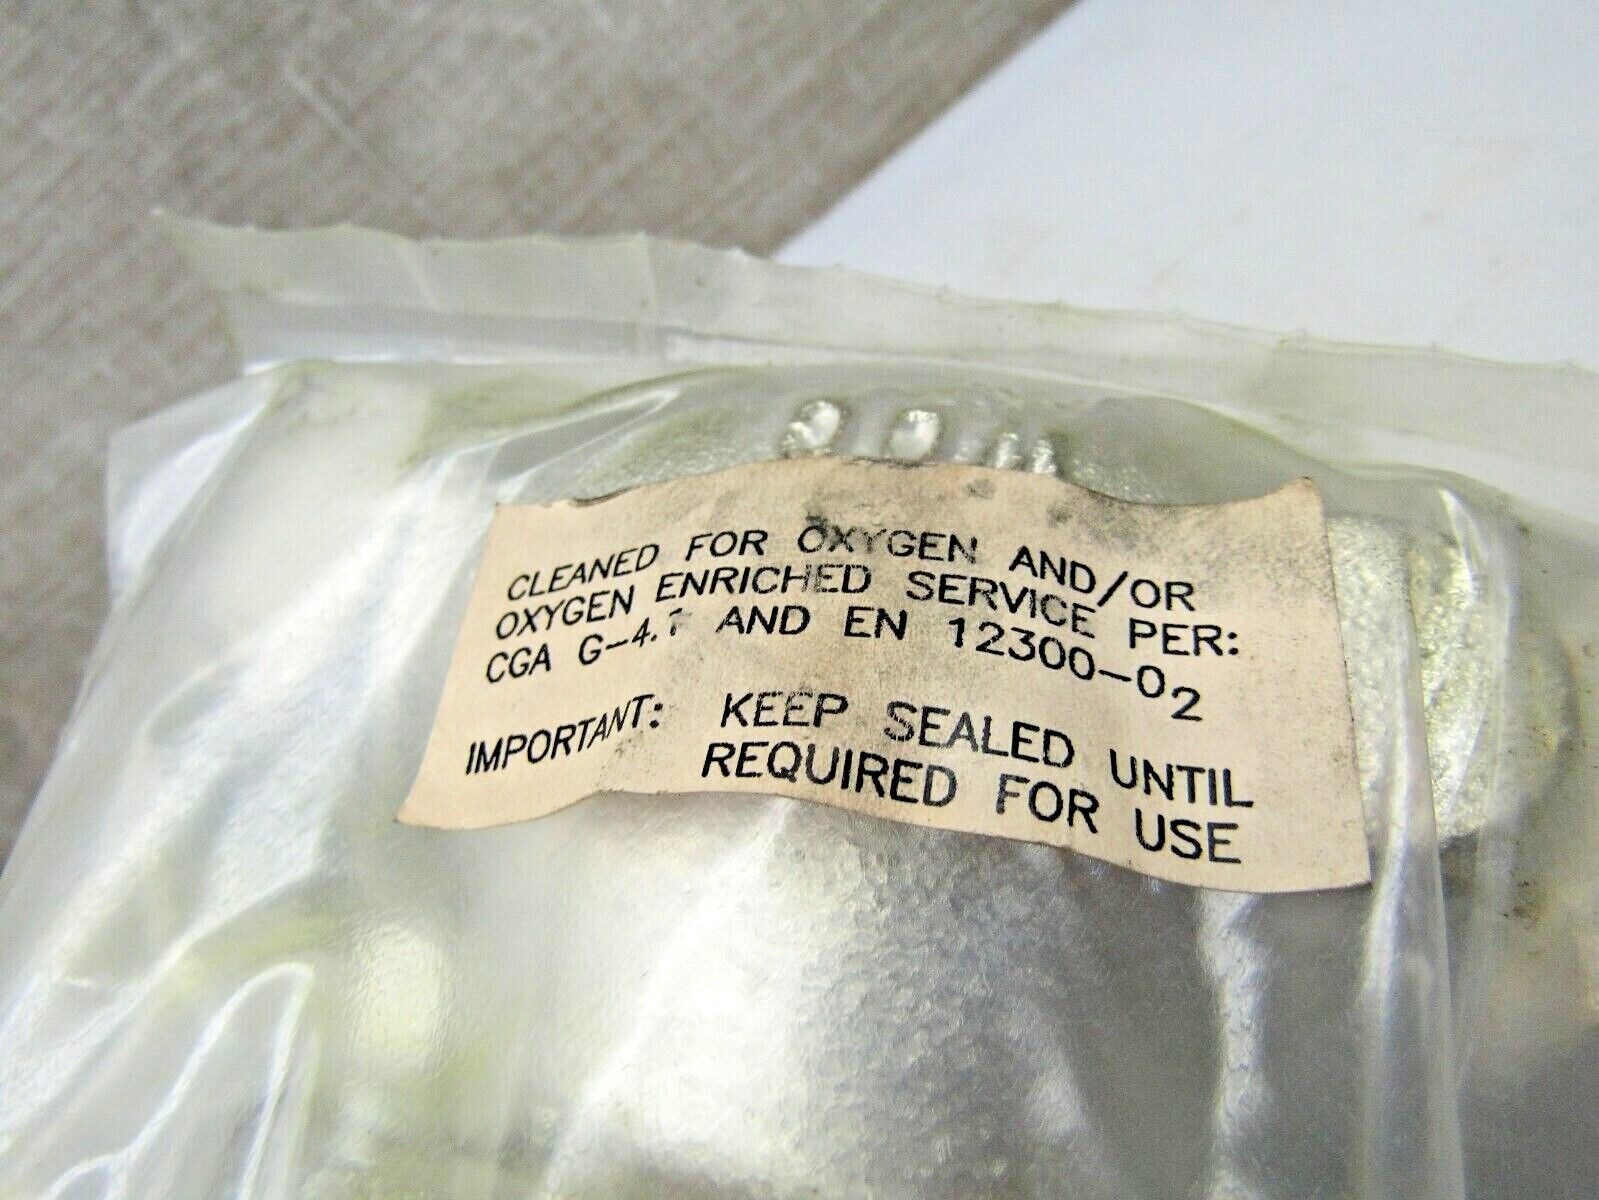 CLEANED FOR OXYGEN AND/OR
OXYGEN ENRICHED SERVICE PER:
CGA G-4.1 AND EN 12300-O2
IMPORTANT: KEEP SEALED UNTIL
REQUIRED FOR USE